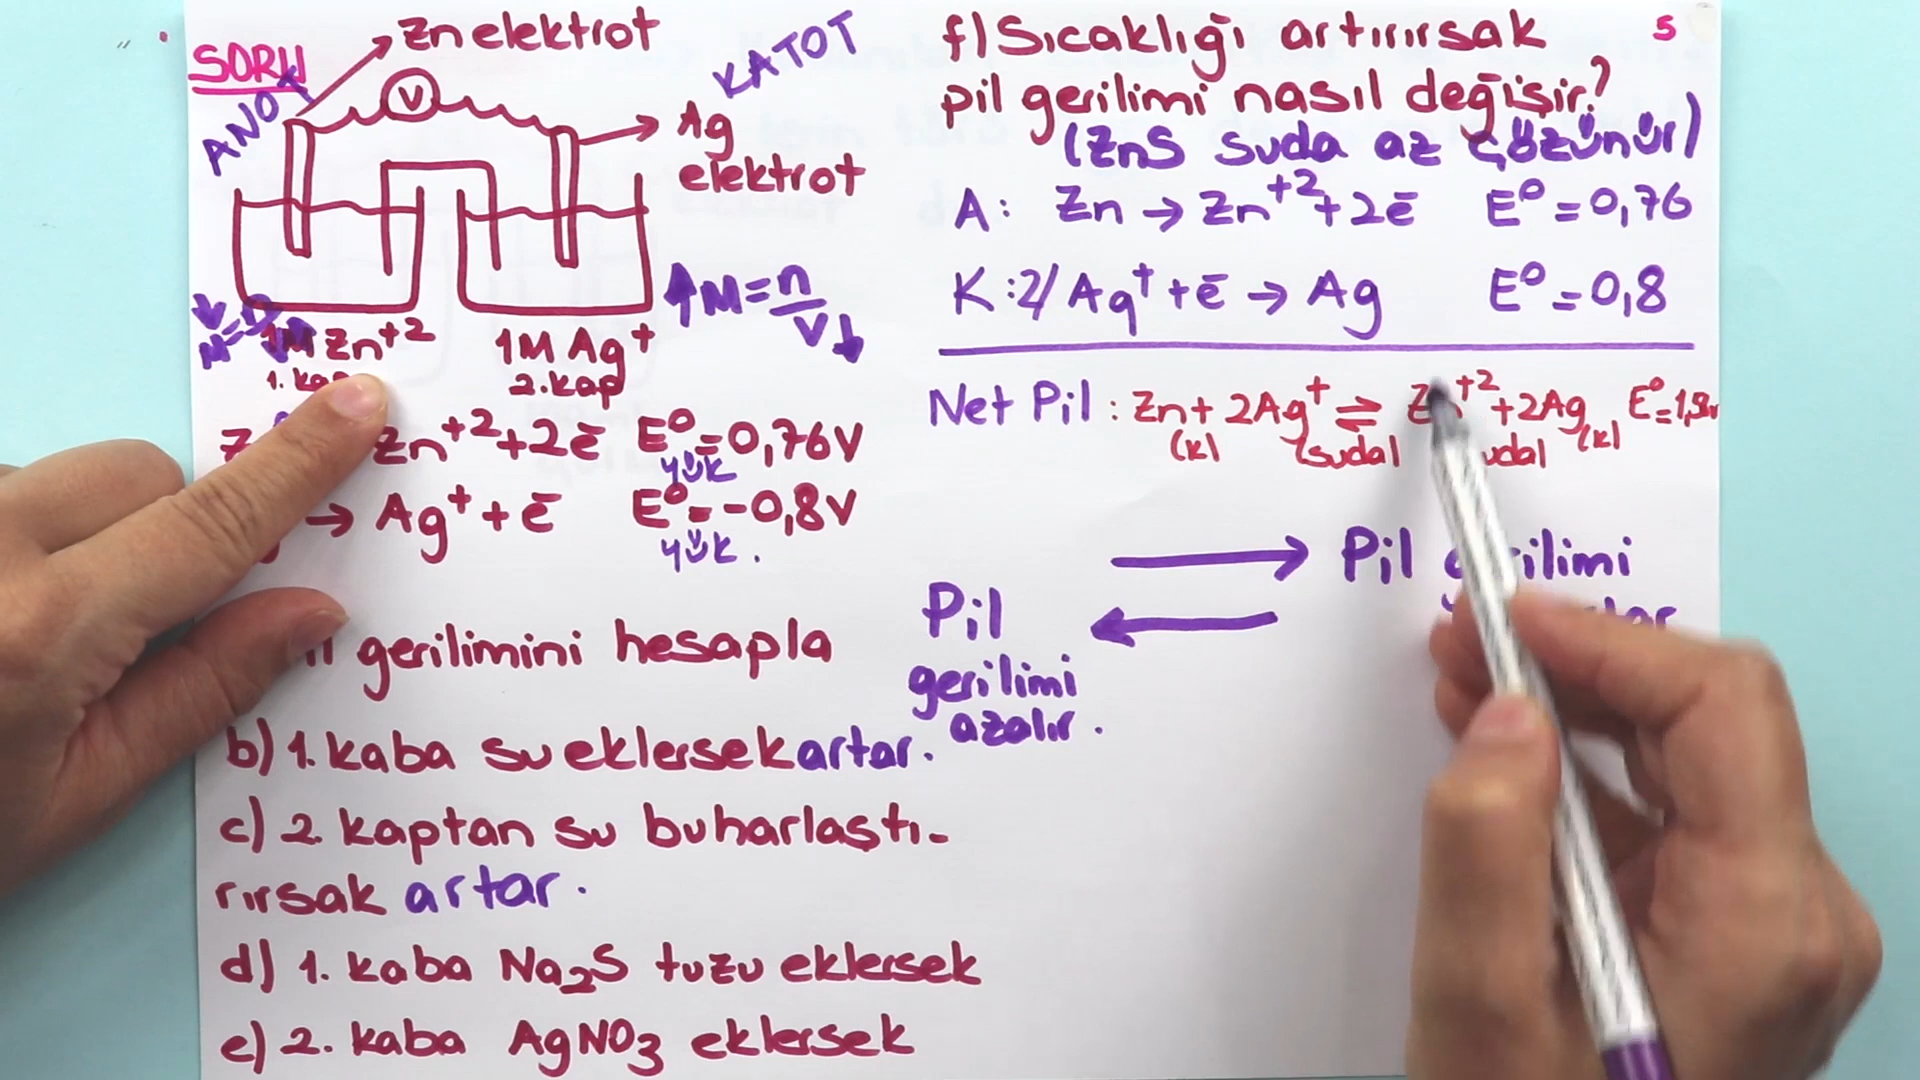 SORU
Zn elektrot
ANOT
V
KATOT
Ag
elektrot
↑M=n/V↓
↓M=n/V
1M Zn+2
1M Ag+
2.kap
Zn+2+2ē E°=0,76V
yük
→ Ag++ē E°=-0,8V
yük.
gerilimini hesapla
b) 1. kaba su eklersek artar.
c) 2. kaptan su buharlaştı-
rırsak artar.
d) 1. kaba Na2S tuzu eklersek
e) 2. kaba AgNO3 eklersek
5
f) Sıcaklığı artırırsak
pil gerilimi nasıl değişir?
(ZnS suda az çözünür)
A: Zn → Zn+2+2ē E°=0,76
K:2/ Ag++ē → Ag E°=0,8
Net Pil: Zn+2Ag+ ⇌ +2+2Ag
(k) (suda) (k)
→ Pil
← Pil
gerilimi
azalır.